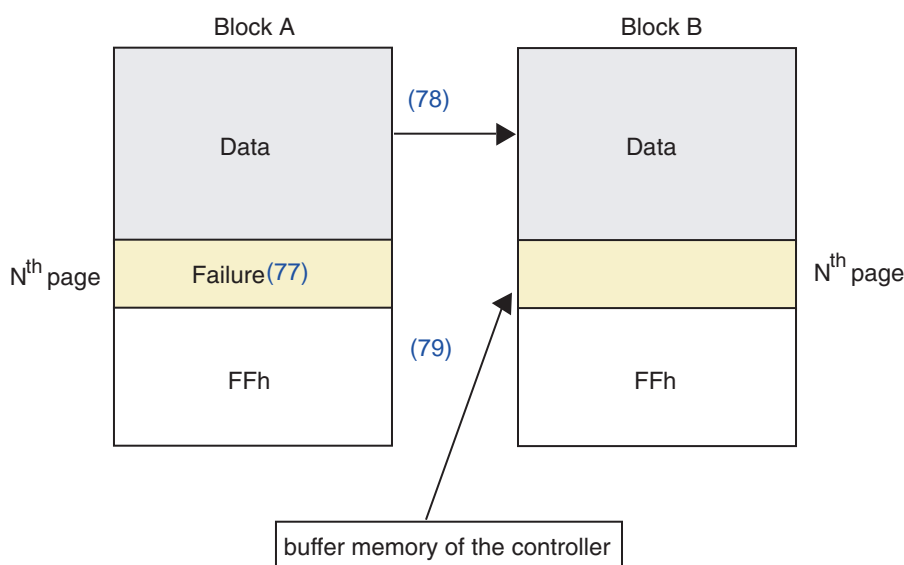 Block A
Block B
(78)
Data
Data
Nth page
Failure(77)
Nth page
(79)
FFh
FFh
buffer memory of the controller